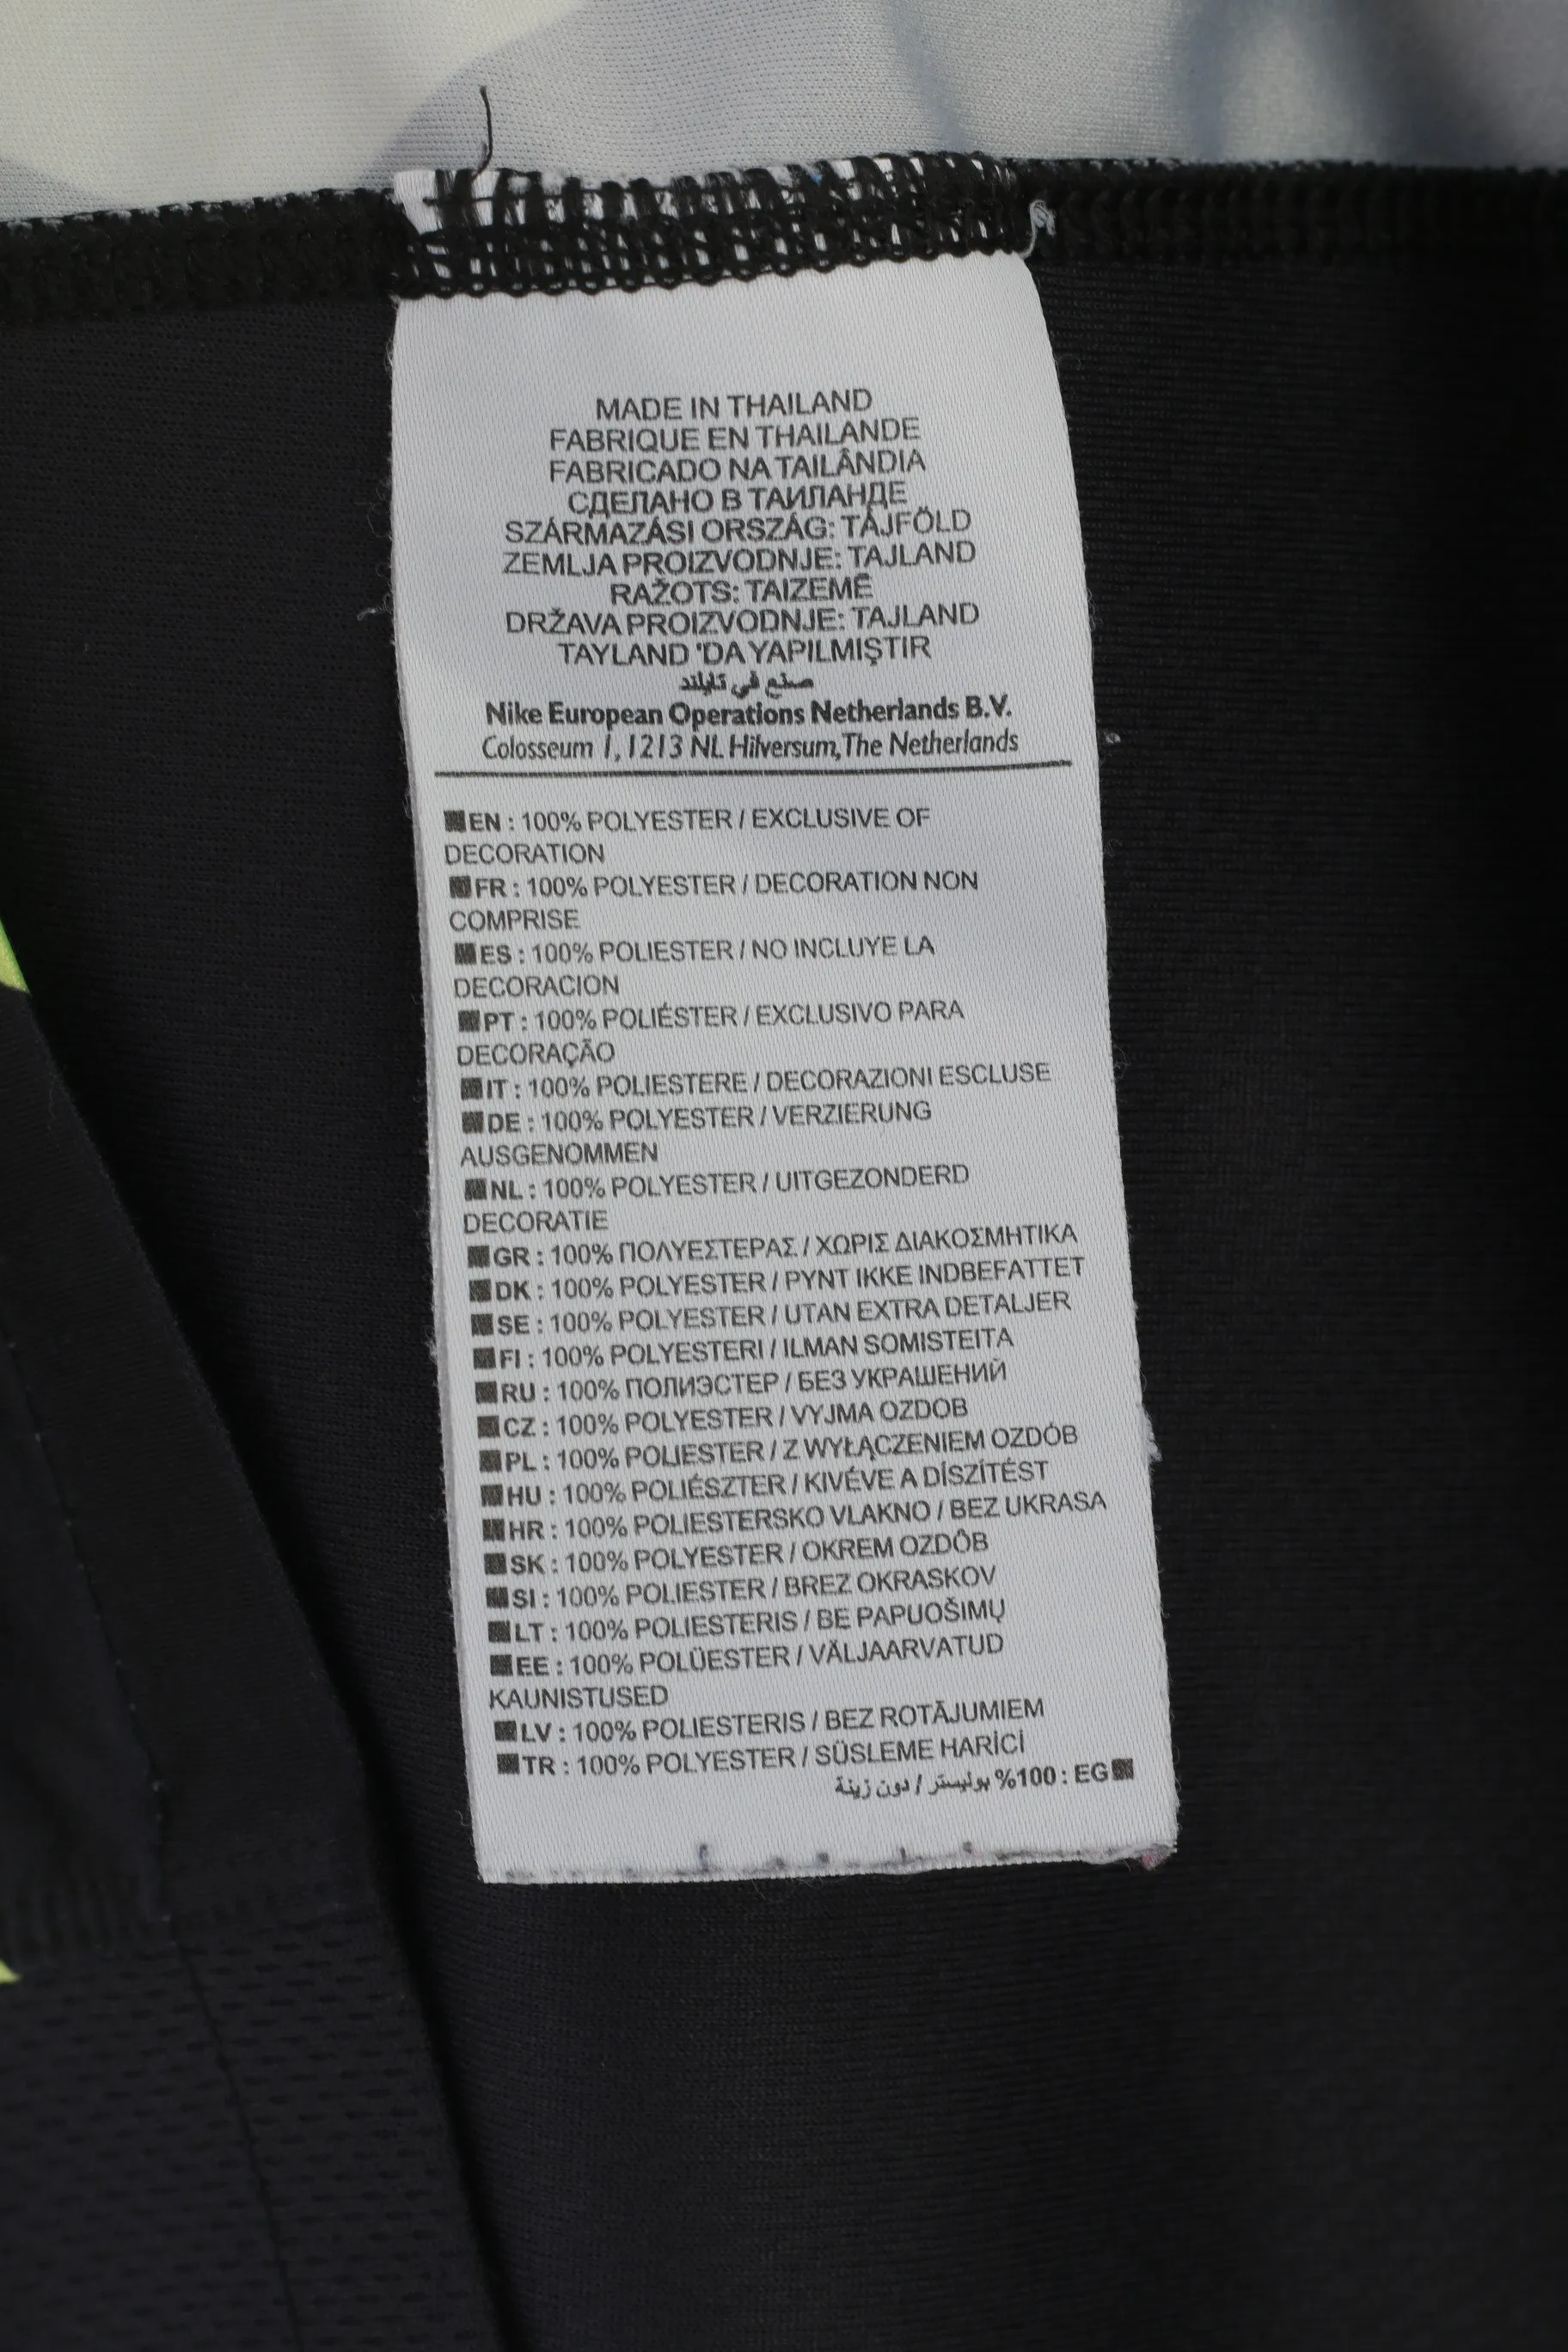 MADE IN THAILAND
FABRIQUE EN THAILANDE
FABRICADO NA TAILÂNDIA
СДЕЛАНО В ТАИЛАНДЕ
SZÁRMAZÁSI ORSZÁG: TÁJFÖLD
ZEMLJA PROIZVODNJE: TAJLAND
RAŽOTS: TAIZEMĒ
DRŽAVA PROIZVODNJE: TAJLAND
TAYLAND 'DA YAPILMIŞTIR
صنع في تايلند
Nike European Operations Netherlands B.V.
Colosseum 1, 1213 NL Hilversum, The Netherlands
EN : 100% POLYESTER / EXCLUSIVE OF
DECORATION
FR : 100% POLYESTER / DECORATION NON
COMPRISE
ES : 100% POLIESTER / NO INCLUYE LA
DECORACION
PT : 100% POLIÉSTER / EXCLUSIVO PARA
DECORAÇÃO
IT : 100% POLIESTERE / DECORAZIONI ESCLUSE
DE : 100% POLYESTER / VERZIERUNG
AUSGENOMMEN
NL : 100% POLYESTER / UITGEZONDERD
DECORATIE
GR : 100% ΠΟΛΥΕΣΤΕΡΑΣ / ΧΩΡΙΣ ΔΙΑΚΟΣΜΗΤΙΚΑ
DK : 100% POLYESTER / PYNT IKKE INDBEFATTET
SE : 100% POLYESTER / UTAN EXTRA DETALJER
FI : 100% POLYESTERI / ILMAN SOMISTEITA
RU : 100% ПОЛИЭСТЕР / БЕЗ УКРАШЕНИЙ
CZ : 100% POLYESTER / VYJMA OZDOB
PL : 100% POLIESTER / Z WYŁĄCZENIEM OZDÓB
HU : 100% POLIÉSZTER / KIVÉVE A DÍSZÍTÉST
HR : 100% POLIESTERSKO VLAKNO / BEZ UKRASA
SK : 100% POLYESTER / OKREM OZDÔB
SI : 100% POLIESTER / BREZ OKRASKOV
LT : 100% POLIESTERIS / BE PAPUOŠIMŲ
EE : 100% POLÜESTER / VÄLJAARVATUD
KAUNISTUSED
LV : 100% POLIESTERIS / BEZ ROTĀJUMIEM
TR : 100% POLYESTER / SÜSLEME HARİCİ
EG : 100% بوليستر / دون زينة